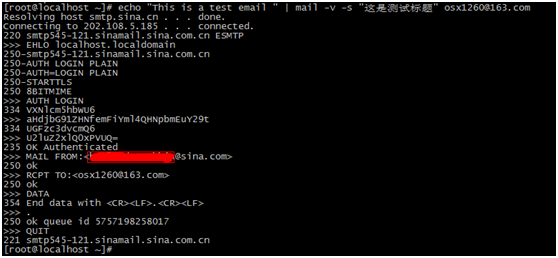 [root@localhost ~]# echo "This is a test email " | mail -v -s "这是测试标题" osx1260@163.com
Resolving host smtp.sina.cn . . . done.
Connecting to 202.108.5.185 . . . connected.
220 smtp545-121.sinamail.sina.com.cn ESMTP
>>> EHLO localhost.localdomain
250-smtp545-121.sinamail.sina.com.cn
250-AUTH LOGIN PLAIN
250-AUTH=LOGIN PLAIN
250-STARTTLS
250 8BITMIME
>>> AUTH LOGIN
334 VXNlcm5hbWU6
>>>
334 UGFzc3dvcmQ6
>>>
235 OK Authenticated
>>> MAIL FROM:< @sina.com>
250 ok
>>> RCPT TO:<osx1260@163.com>
250 ok
>>> DATA
354 End data with <CR><LF>.<CR><LF>
>>> .
250 ok queue id 5757198258017
>>> QUIT
221 smtp545-121.sinamail.sina.com.cn
[root@localhost ~]#